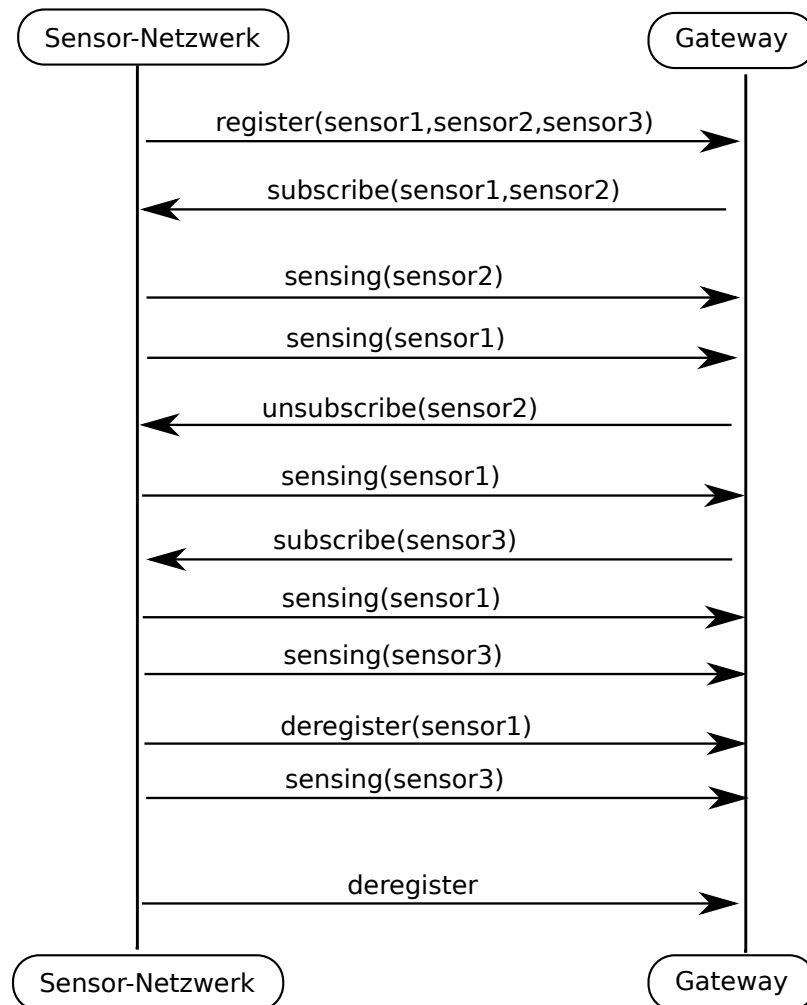 Sensor-Netzwerk
Gateway
register(sensor1,sensor2,sensor3)
subscribe(sensor1,sensor2)
sensing(sensor2)
sensing(sensor1)
unsubscribe(sensor2)
sensing(sensor1)
subscribe(sensor3)
sensing(sensor1)
sensing(sensor3)
deregister(sensor1)
sensing(sensor3)
deregister
Sensor-Netzwerk
Gateway